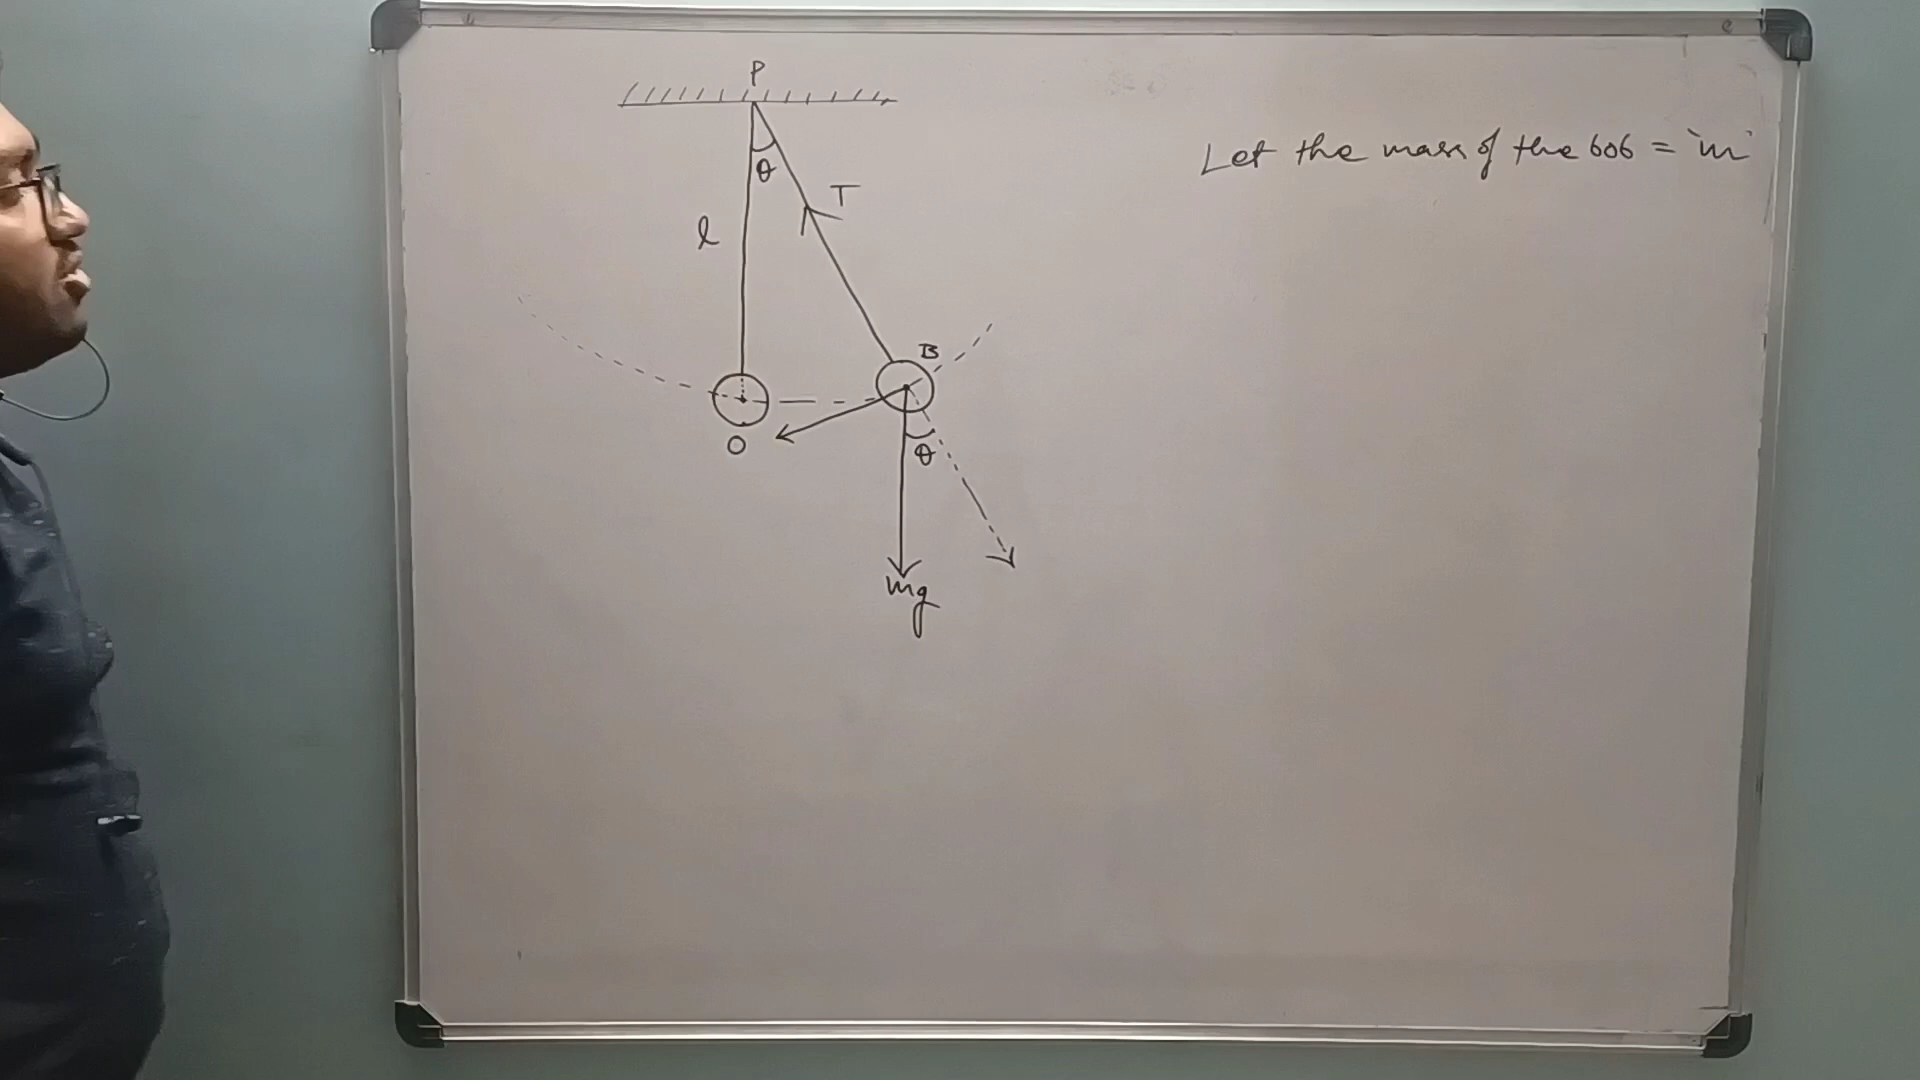 P
Let the mass of the bob = 'm'
θ
T
l
B
O
θ
mg